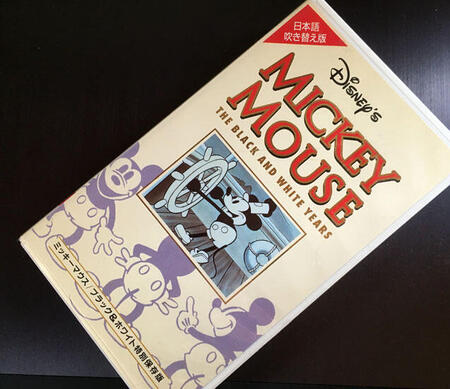 日本語
吹き替え版
DISNEY'S
MICKEY
MOUSE
THE BLACK AND WHITE YEARS
ミッキーマウス/ブラック&ホワイト特別保存版